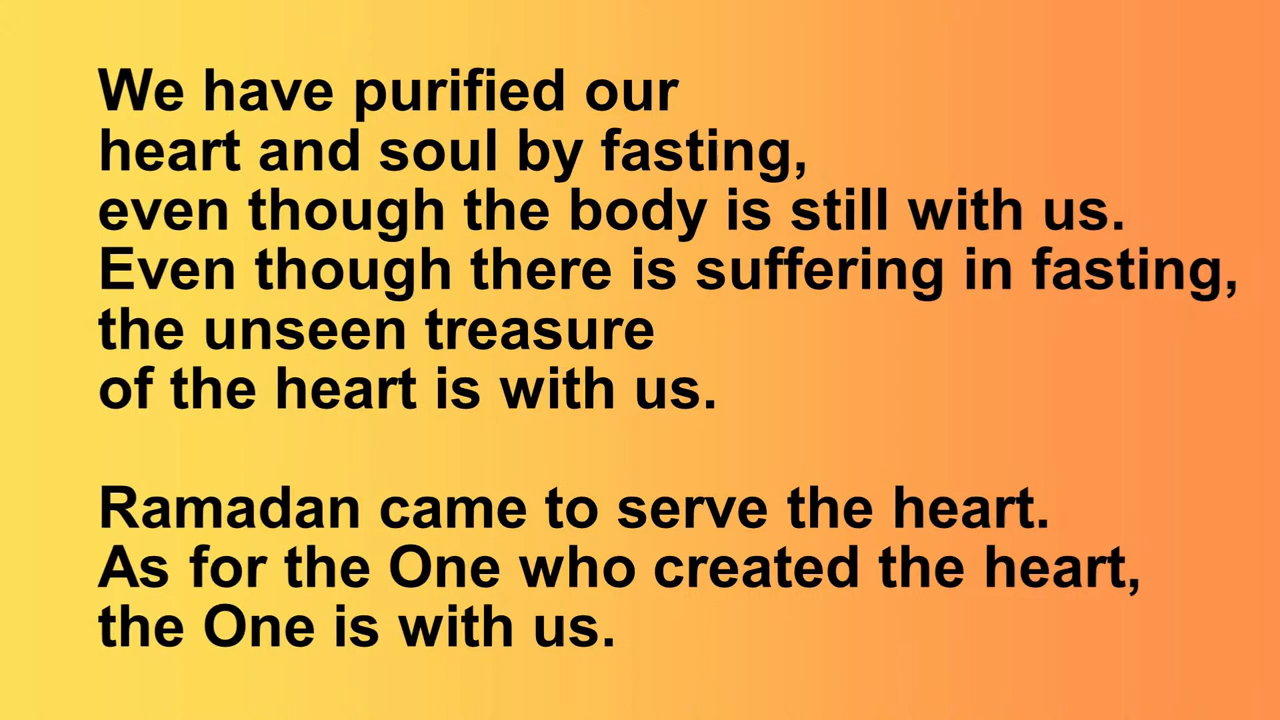 We have purified our
heart and soul by fasting,
even though the body is still with us.
Even though there is suffering in fasting,
the unseen treasure
of the heart is with us.
Ramadan came to serve the heart.
As for the One who created the heart,
the One is with us.